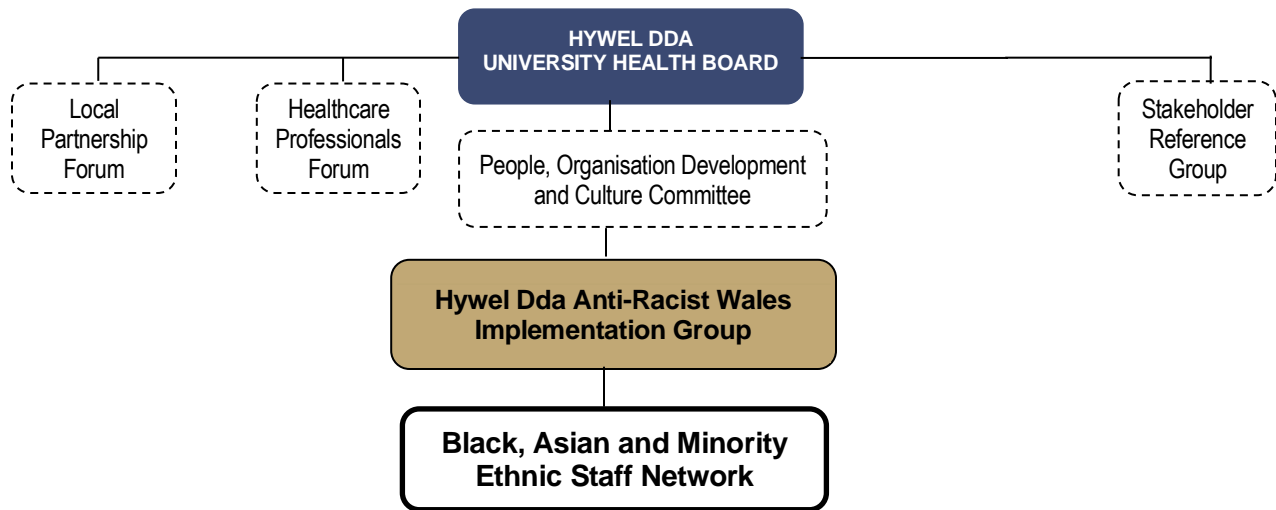 HYWEL DDA
UNIVERSITY HEALTH BOARD
Local
Partnership
Forum
Healthcare
Professionals
Forum
People, Organisation Development
and Culture Committee
Stakeholder
Reference
Group
Hywel Dda Anti-Racist Wales
Implementation Group
Black, Asian and Minority
Ethnic Staff Network